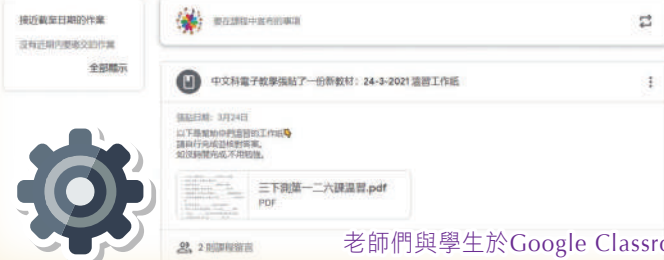 接近截至日期的作業
沒有近期內要繳交的作業
全部顯示
要在課程中宣布的事項
中文科電子教學張貼了一份新教材：24-3-2021 溫習工作紙
張貼日期：3月24日
以下是幫助你們溫習的工作紙👇
請自行完成並核對答案。
如沒時間完成,不用勉強。
三下測第一二六課溫習.pdf
PDF
2 則課程留言
老師們與學生於Google Classro